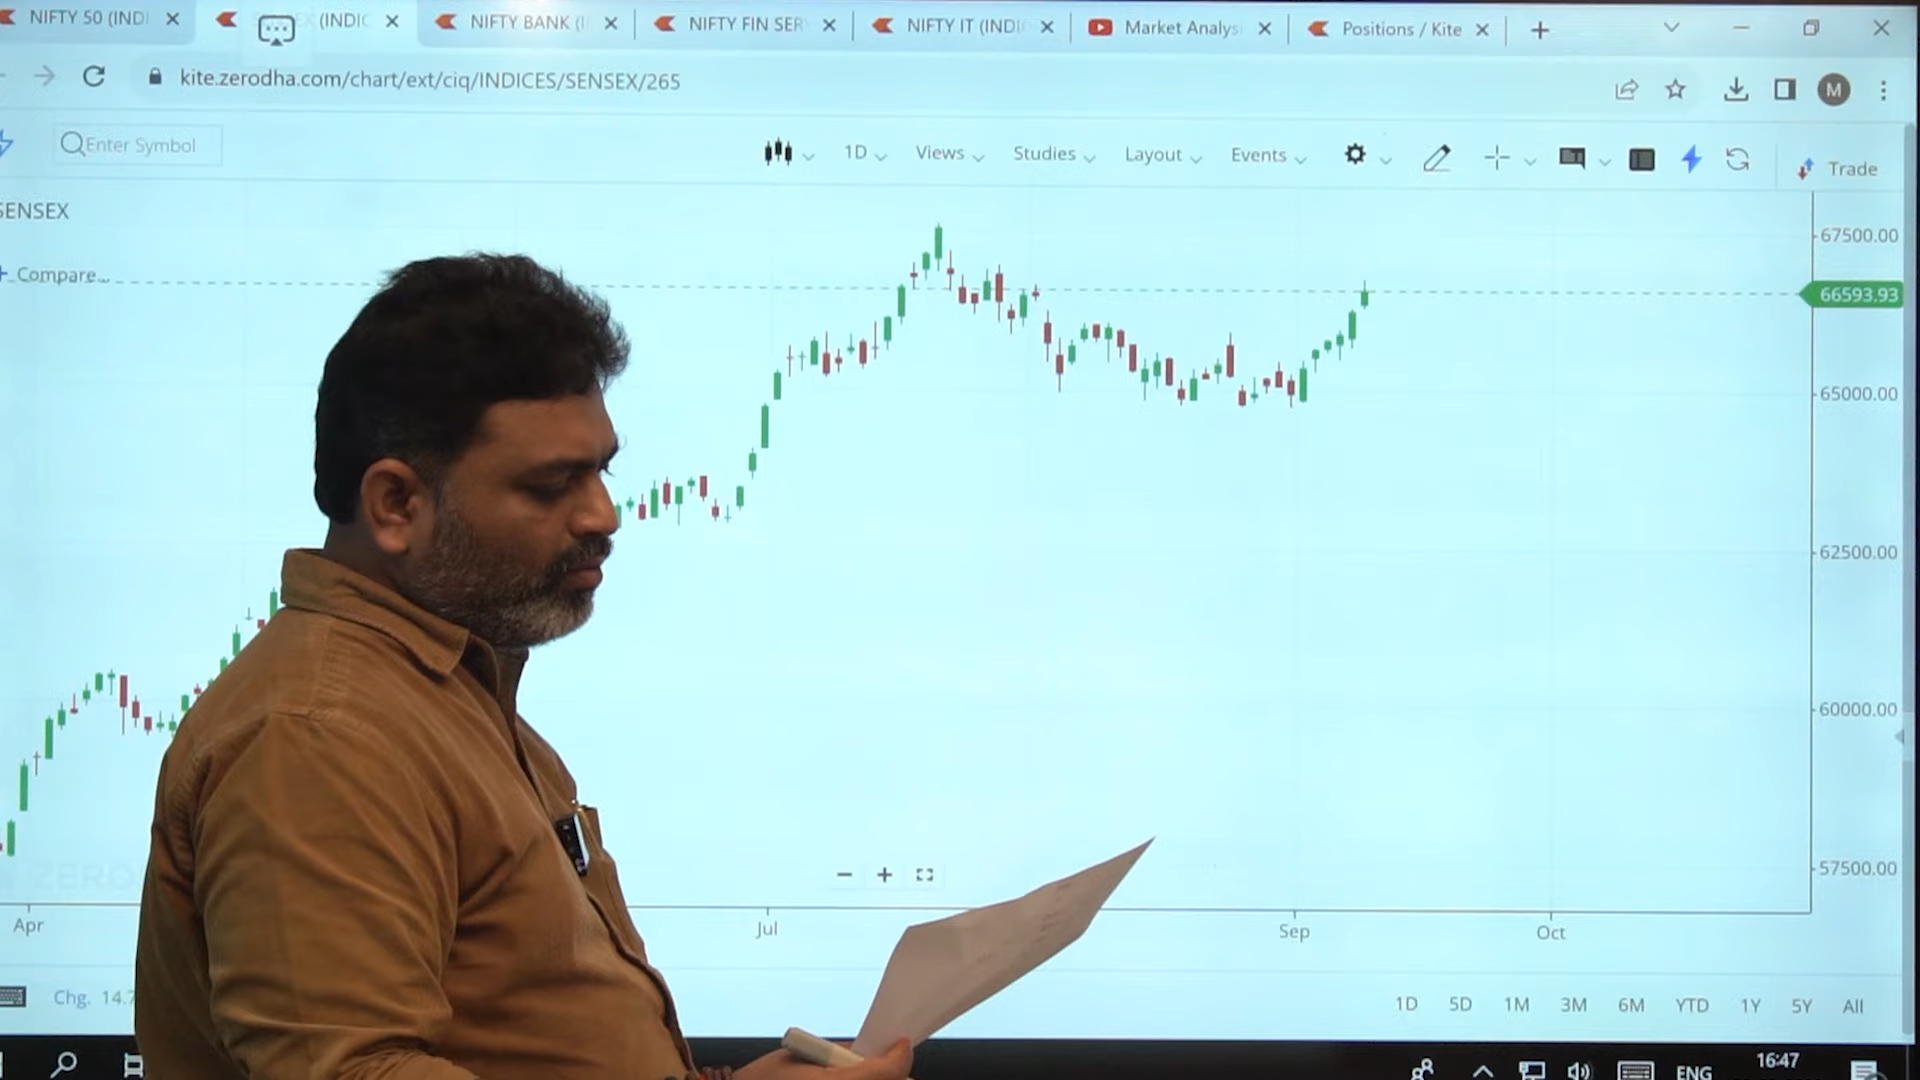 NIFTY 50 (INDI
(INDIC
NIFTY BANK (I
NIFTY FIN SER
NIFTY IT (INDI
Market Analys
Positions / Kite
kite.zerodha.com/chart/ext/ciq/INDICES/SENSEX/265
M
Enter Symbol
1D
Views
Studies
Layout
Events
Trade
SENSEX
Compare...
67500.00
66593.93
65000.00
62500.00
60000.00
57500.00
ZERO
Apr
Jul
Sep
Oct
Chg. 14.7
1D 5D 1M 3M 6M YTD 1Y 5Y All
ENG
16:47